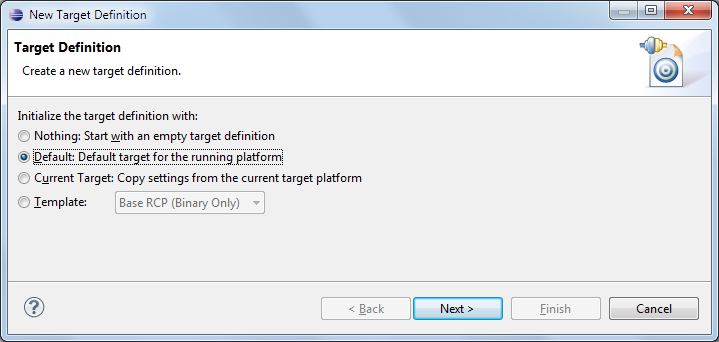 New Target Definition
Target Definition
Create a new target definition.
Initialize the target definition with:
Nothing: Start with an empty target definition
Default: Default target for the running platform
Current Target: Copy settings from the current target platform
Template: Base RCP (Binary Only)
? < Back Next > Finish Cancel